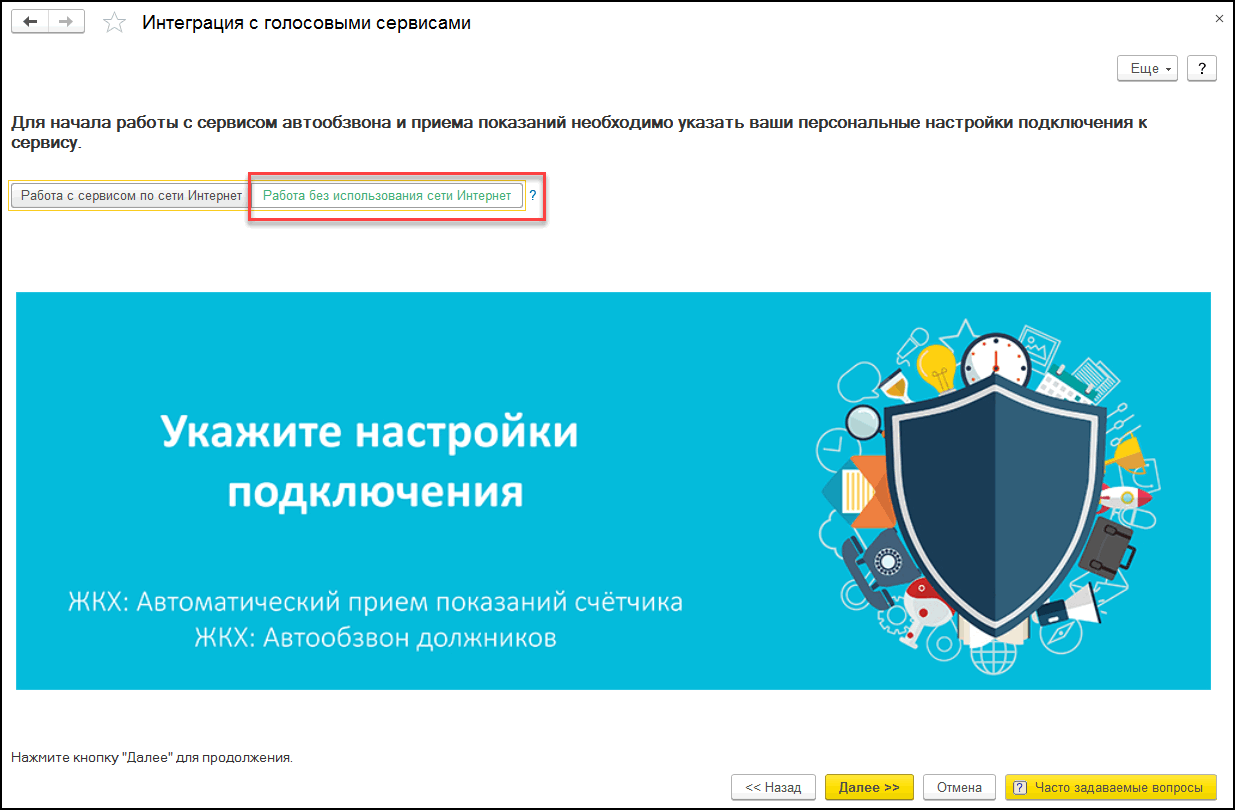 Интеграция с голосовыми сервисами
Еще
?
Для начала работы с сервисом автообзвона и приема показаний необходимо указать ваши персональные настройки подключения к
сервису.
Работа с сервисом по сети Интернет Работа без использования сети Интернет ?
Укажите настройки
подключения
ЖКХ: Автоматический прием показаний счётчика
ЖКХ: Автообзвон должников
Нажмите кнопку "Далее" для продолжения.
<< Назад Далее >> Отмена ? Часто задаваемые вопросы